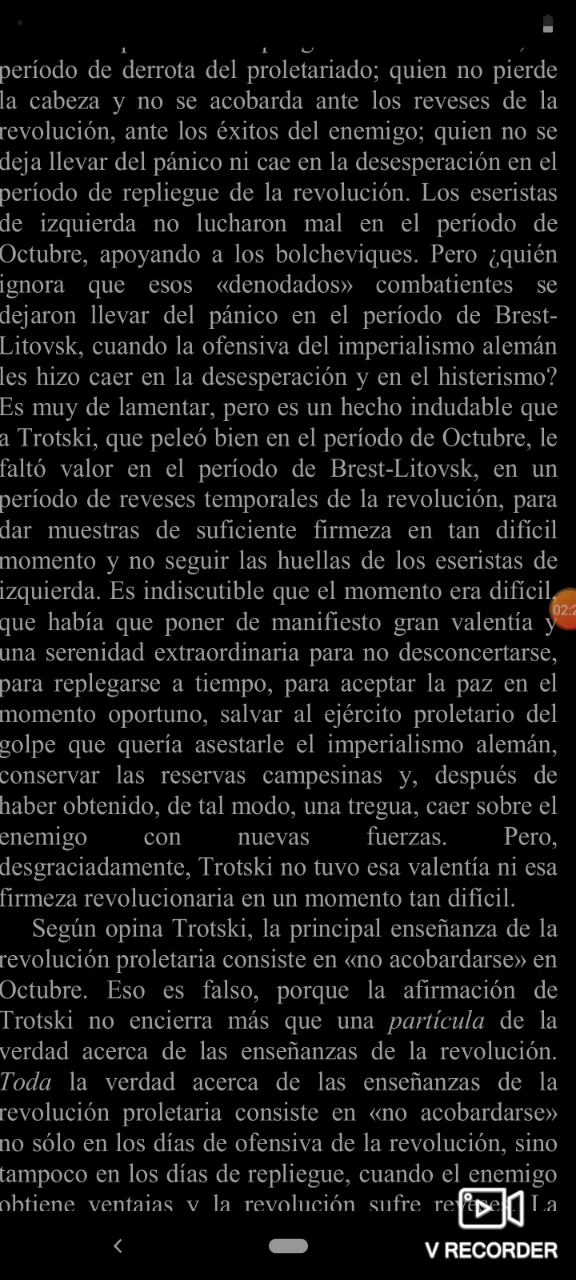 período de derrota del proletariado; quien no pierde
la cabeza y no se acobarda ante los reveses de la
revolución, ante los éxitos del enemigo; quien no se
deja llevar del pánico ni cae en la desesperación en el
período de repliegue de la revolución. Los eseristas
de izquierda no lucharon mal en el período de
Octubre, apoyando a los bolcheviques. Pero ¿quién
ignora que esos «denodados» combatientes se
dejaron llevar del pánico en el período de Brest-
Litovsk, cuando la ofensiva del imperialismo alemán
les hizo caer en la desesperación y en el histerismo?
Es muy de lamentar, pero es un hecho indudable que
a Trotski, que peleó bien en el período de Octubre, le
faltó valor en el período de Brest-Litovsk, en un
período de reveses temporales de la revolución, para
dar muestras de suficiente firmeza en tan difícil
momento y no seguir las huellas de los eseristas de
izquierda. Es indiscutible que el momento era difícil,
que había que poner de manifiesto gran valentía y
una serenidad extraordinaria para no desconcertarse,
para replegarse a tiempo, para aceptar la paz en el
momento oportuno, salvar al ejército proletario del
golpe que quería asestarle el imperialismo alemán,
conservar las reservas campesinas y, después de
haber obtenido, de tal modo, una tregua, caer sobre el
enemigo con nuevas fuerzas. Pero,
desgraciadamente, Trotski no tuvo esa valentía ni esa
firmeza revolucionaria en un momento tan difícil.
Según opina Trotski, la principal enseñanza de la
revolución proletaria consiste en «no acobardarse» en
Octubre. Eso es falso, porque la afirmación de
Trotski no encierra más que una partícula de la
verdad acerca de las enseñanzas de la revolución.
Toda la verdad acerca de las enseñanzas de la
revolución proletaria consiste en «no acobardarse»
no sólo en los días de ofensiva de la revolución, sino
tampoco en los días de repliegue, cuando el enemigo
obtiene ventajas y la revolución sufre reveses. La
V RECORDER